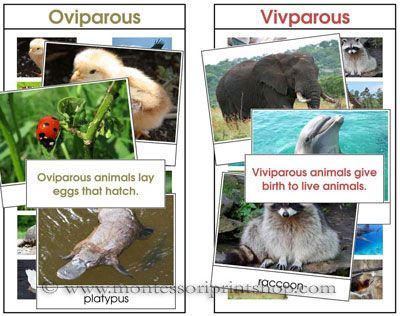 Oviparous
Oviparous animals lay
eggs that hatch.
platypus
Vivparous
Viviparous animals give
birth to live animals.
raccoon
© www.montessoriprintshop.com